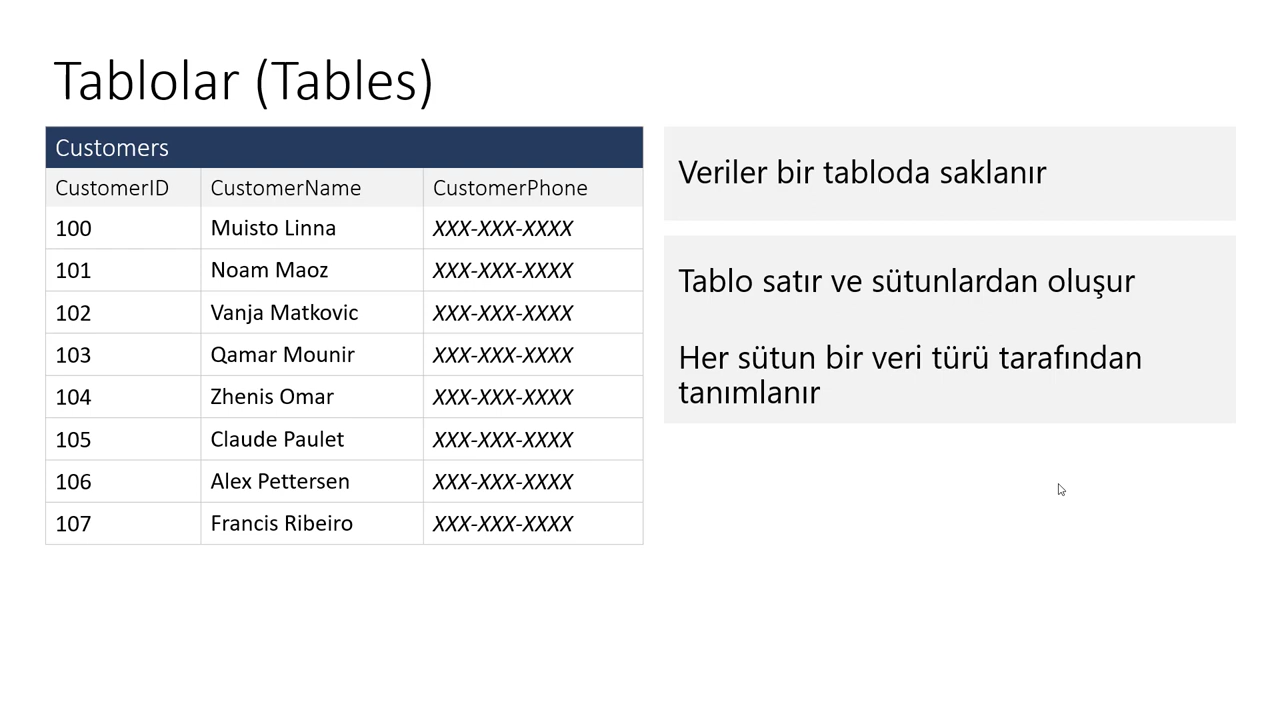 Tablolar (Tables)
Customers
CustomerID CustomerName CustomerPhone
100 Muisto Linna XXX-XXX-XXXX
101 Noam Maoz XXX-XXX-XXXX
102 Vanja Matkovic XXX-XXX-XXXX
103 Qamar Mounir XXX-XXX-XXXX
104 Zhenis Omar XXX-XXX-XXXX
105 Claude Paulet XXX-XXX-XXXX
106 Alex Pettersen XXX-XXX-XXXX
107 Francis Ribeiro XXX-XXX-XXXX
Veriler bir tabloda saklanır
Tablo satır ve sütunlardan oluşur
Her sütun bir veri türü tarafından
tanımlanır